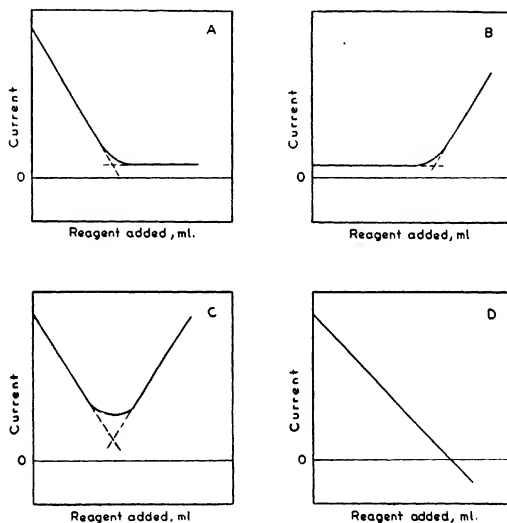 A
Current
0
Reagent added, ml.
B
Current
0
Reagent added, ml
C
Current
0
Reagent added, ml
D
Current
0
Reagent added, ml.